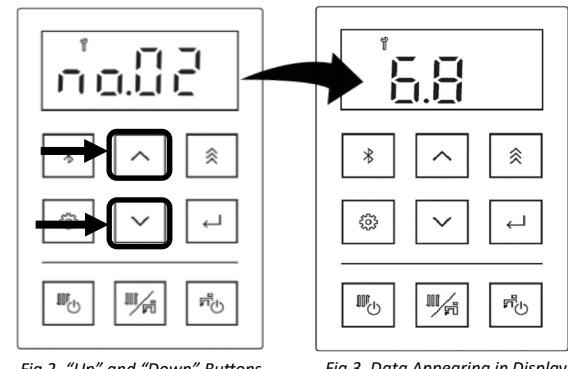 no.02
6.8
Fig 2. “Up” and “Down” Buttons
Fig 3. Data Appearing in Display